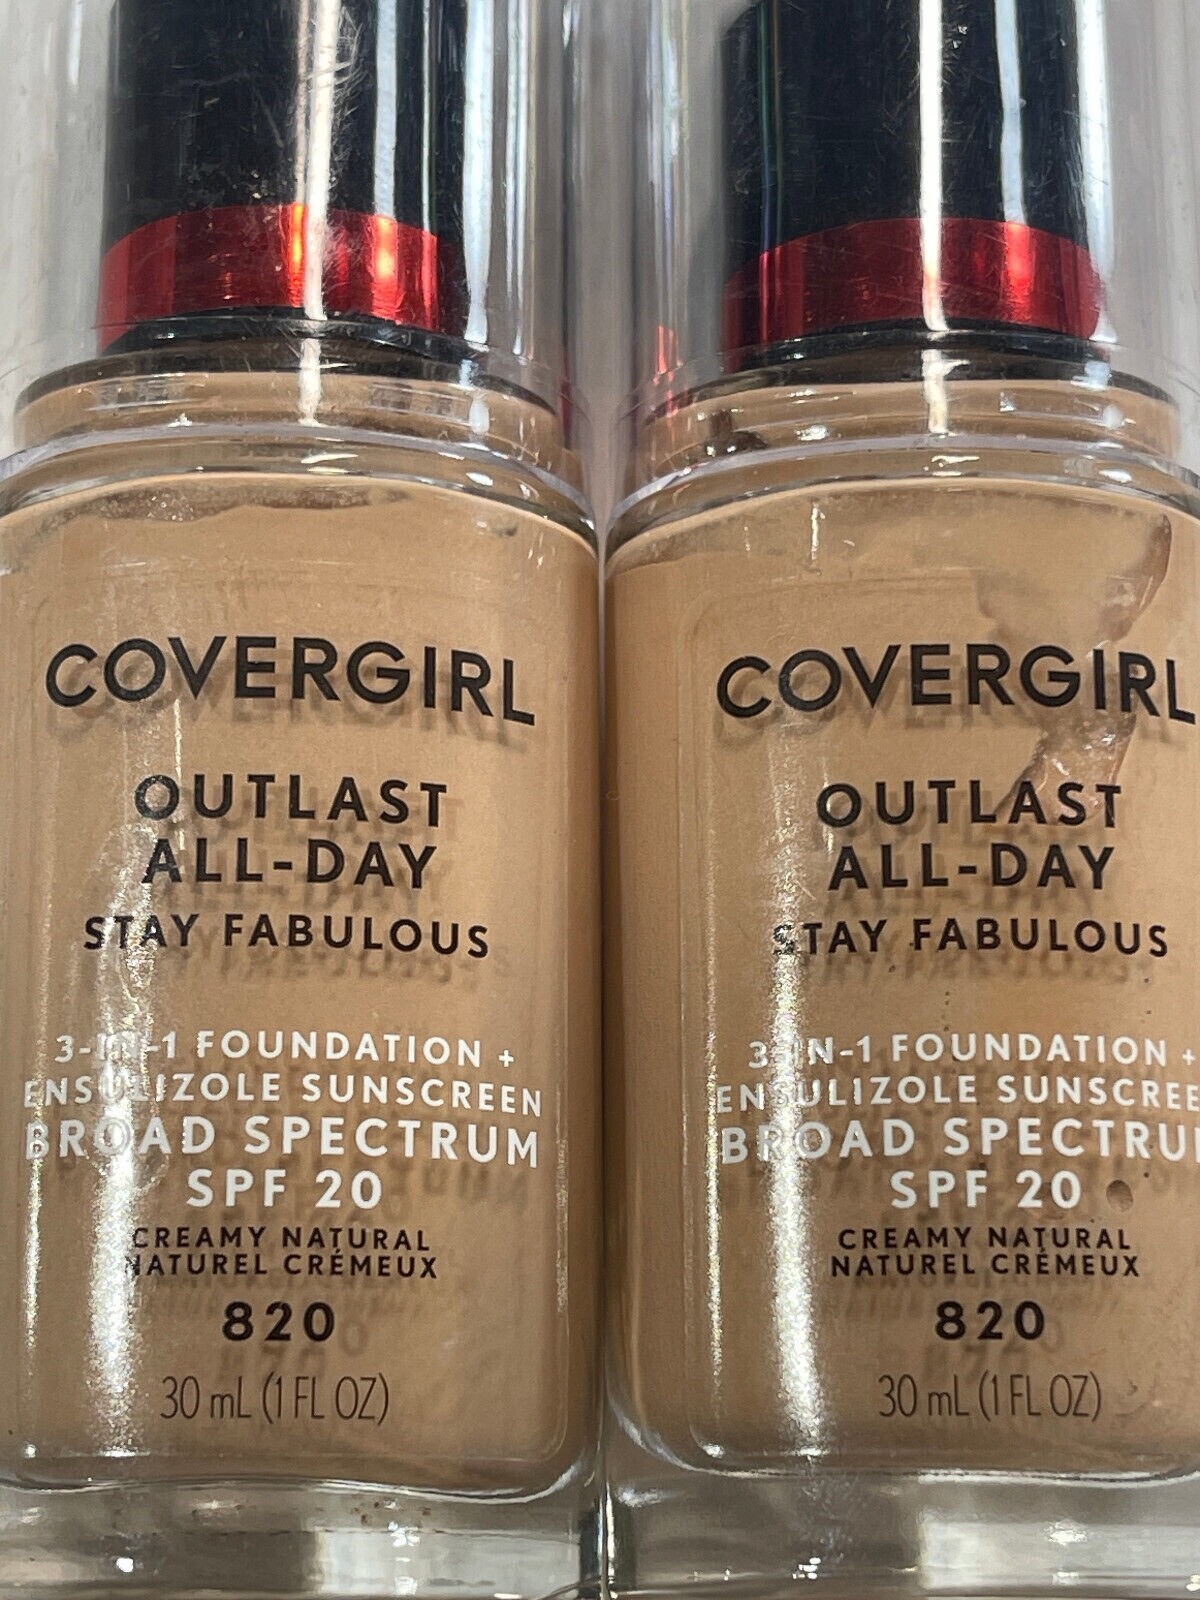 COVERGIRL
OUTLAST
ALL-DAY
STAY FABULOUS
3-IN-1 FOUNDATION +
ENSULIZOLE SUNSCREEN
BROAD SPECTRUM
SPF 20
CREAMY NATURAL
NATUREL CRÉMEUX
820
30 mL (1 FL OZ)
COVERGIRL
OUTLAST
ALL-DAY
STAY FABULOUS
3-IN-1 FOUNDATION +
ENSULIZOLE SUNSCREE
BROAD SPECTRU
SPF 20
CREAMY NATURAL
NATUREL CRÉMEUX
820
30 mL (1 FL OZ)